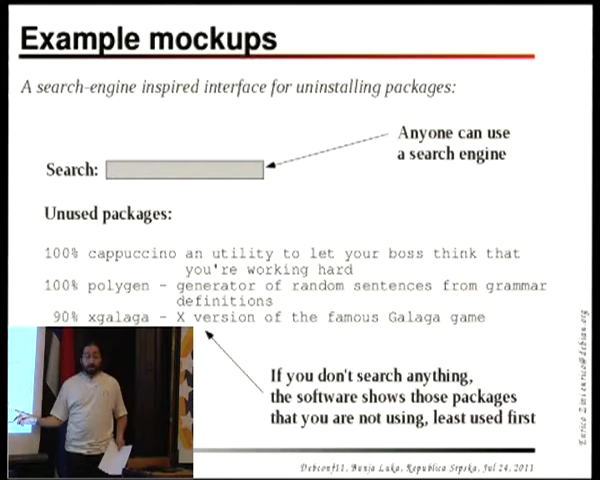 Example mockups
A search-engine inspired interface for uninstalling packages:
Anyone can use
a search engine
Search:
Unused packages:
100% cappuccino an utility to let your boss think that
you're working hard
100% polygen - generator of random sentences from grammar
definitions
90% xgalaga - X version of the famous Galaga game
If you don't search anything,
the software shows those packages
that you are not using, least used first
Enrico Zini enrico@debian.org
Debconf11, Banja Luka, Republica Srpska, Jul 24, 2011